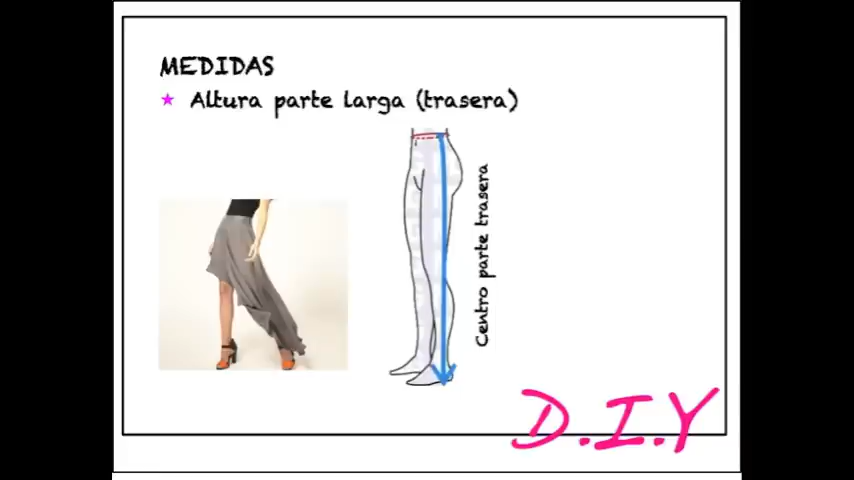 MEDIDAS
★ Altura parte larga (trasera)
Centro parte trasera
D.I.Y